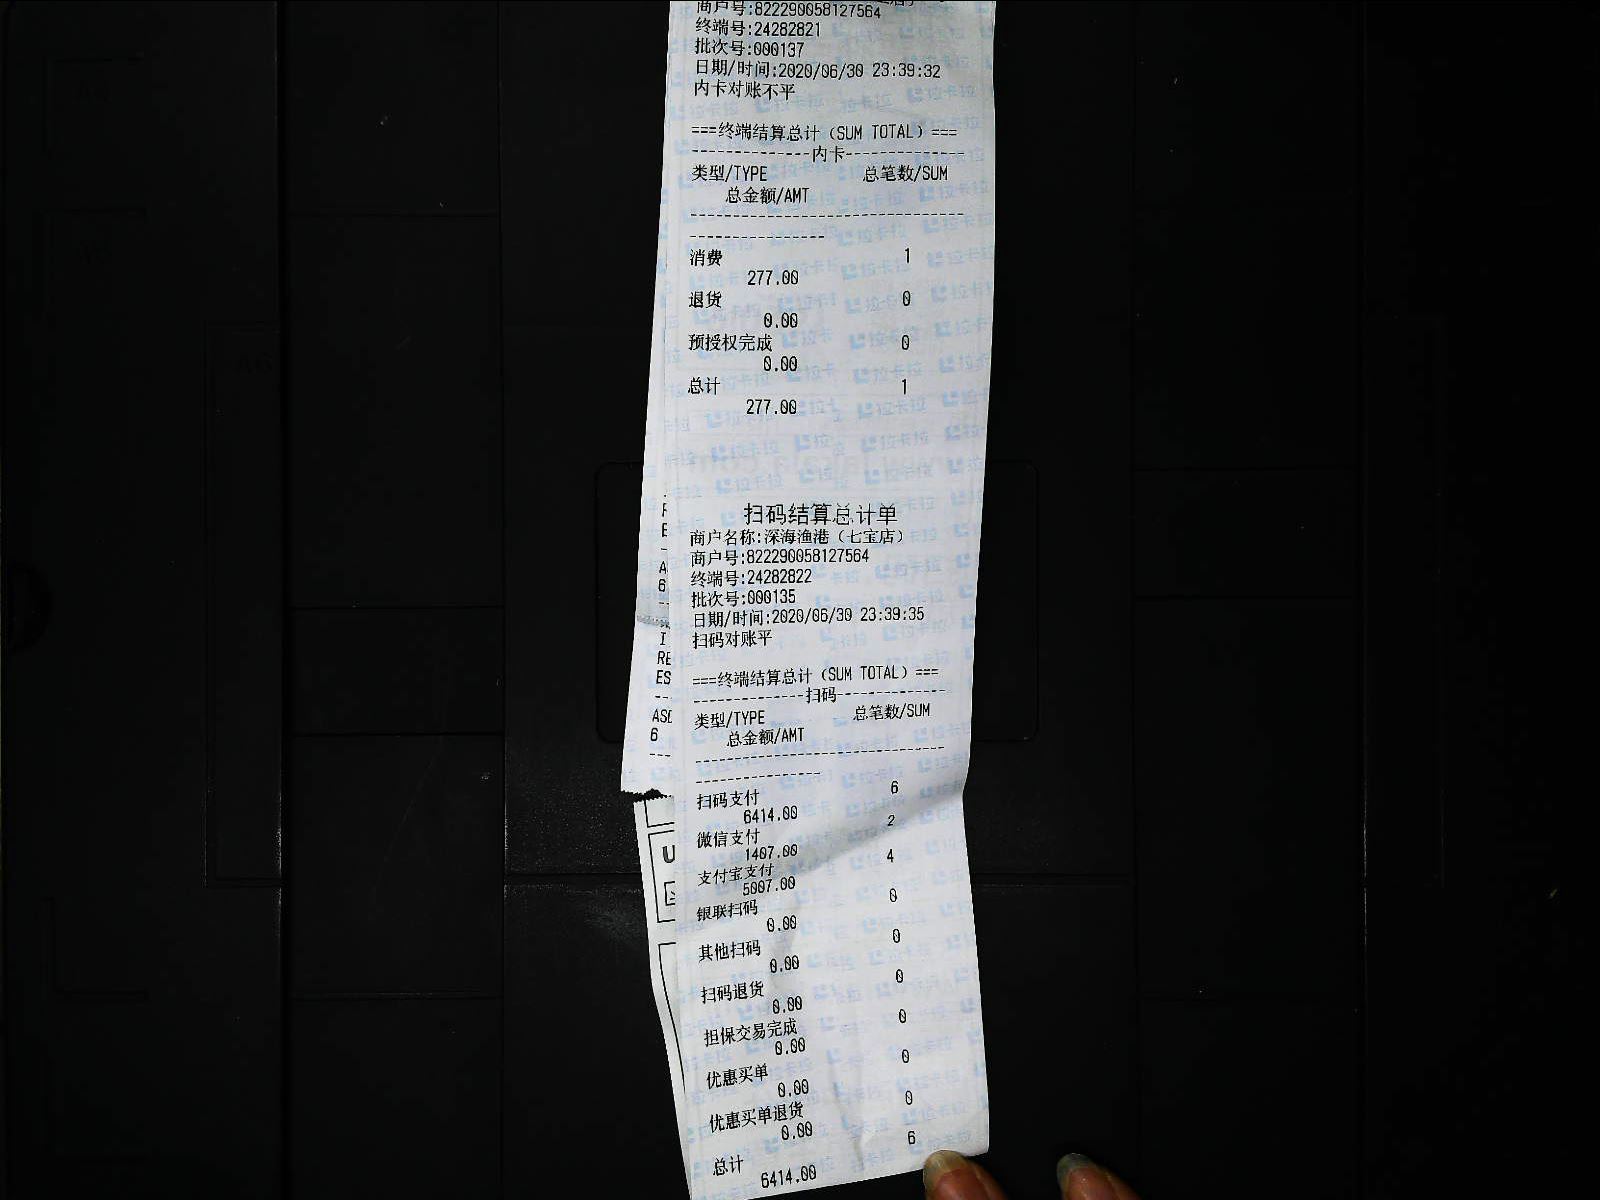 商户号:822290058127564
终端号:24282821
批次号:000137
日期/时间:2020/06/30 23:39:32
内卡对账不平
===终端结算总计（SUM TOTAL）===
--------------内卡--------------
类型/TYPE 总笔数/SUM
总金额/AMT
消费 1
277.00
退货 0
0.00
预授权完成 0
0.00
总计 1
277.00
扫码结算总计单
商户名称:深海渔港（七宝店）
商户号:822290058127564
终端号:24282822
批次号:000135
日期/时间:2020/06/30 23:39:35
扫码对账平
===终端结算总计（SUM TOTAL）===
--------------扫码--------------
类型/TYPE 总笔数/SUM
总金额/AMT
扫码支付 6
6414.00
微信支付 2
1407.00
支付宝支付 4
5007.00
银联扫码 0
0.00
其他扫码 0
0.00
扫码退货 0
0.00
担保交易完成 0
0.00
优惠买单 0
0.00
优惠买单退货 0
0.00
总计 6
6414.00